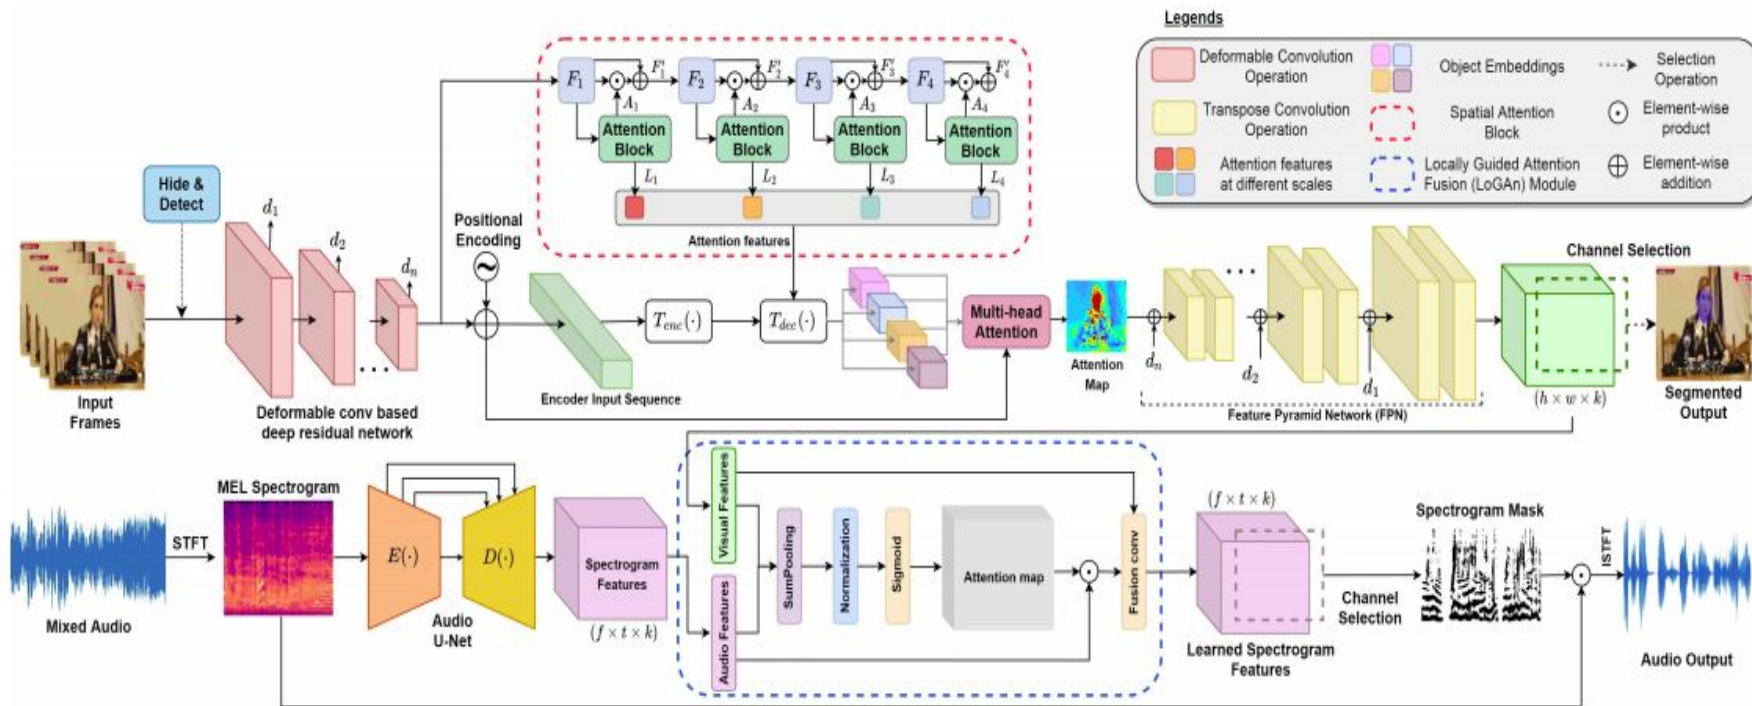 Legends
Deformable Convolution
Operation
Object Embeddings
Selection
Operation
Transpose Convolution
Operation
Spatial Attention
Block
Element-wise
product
Attention features
at different scales
Locally Guided Attention
Fusion (LoGAn) Module
Element-wise
addition
F₁ F′₁ F₂ F′₂ F₃ F′₃ F₄ F′₄
A₁ A₂ A₃ A₄
Attention
Block
Attention
Block
Attention
Block
Attention
Block
L₁ L₂ L₃ L₄
Attention features
Hide &
Detect
d₁
d₂
dₙ
Positional
Encoding
Input
Frames
Deformable conv based
deep residual network
Encoder Input Sequence
Tₑₙc(·)
T_dec(·)
Multi-head
Attention
Attention
Map
dₙ
d₂
d₁
Feature Pyramid Network (FPN)
Channel Selection
(h × w × k)
Segmented
Output
Mixed Audio
STFT
MEL Spectrogram
E(·)
D(·)
Audio
U-Net
Spectrogram
Features
(f × t × k)
Visual Features
Audio Features
SumPooling
Normalization
Sigmoid
Attention map
Fusion conv
(f × t × k)
Learned Spectrogram
Features
Channel
Selection
Spectrogram Mask
ISTFT
Audio Output